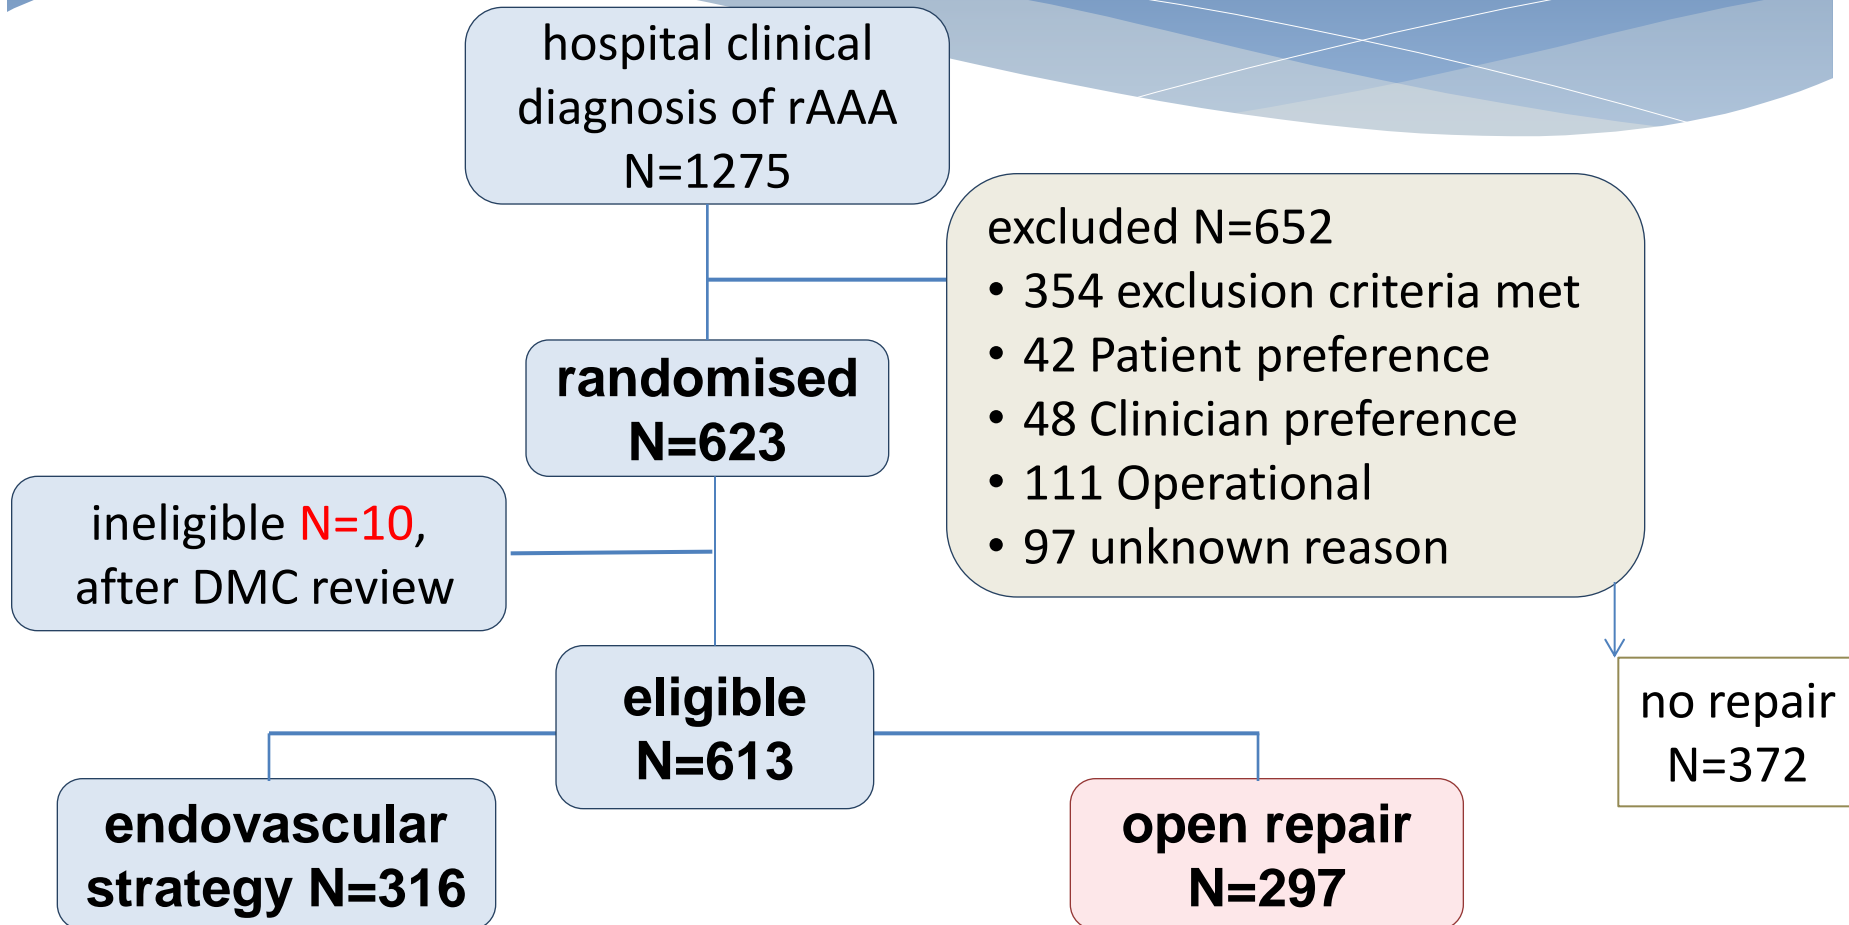 hospital clinical
diagnosis of rAAA
N=1275
excluded N=652
• 354 exclusion criteria met
• 42 Patient preference
• 48 Clinician preference
• 111 Operational
• 97 unknown reason
randomised
N=623
ineligible N=10,
after DMC review
eligible
N=613
no repair
N=372
endovascular
strategy N=316
open repair
N=297